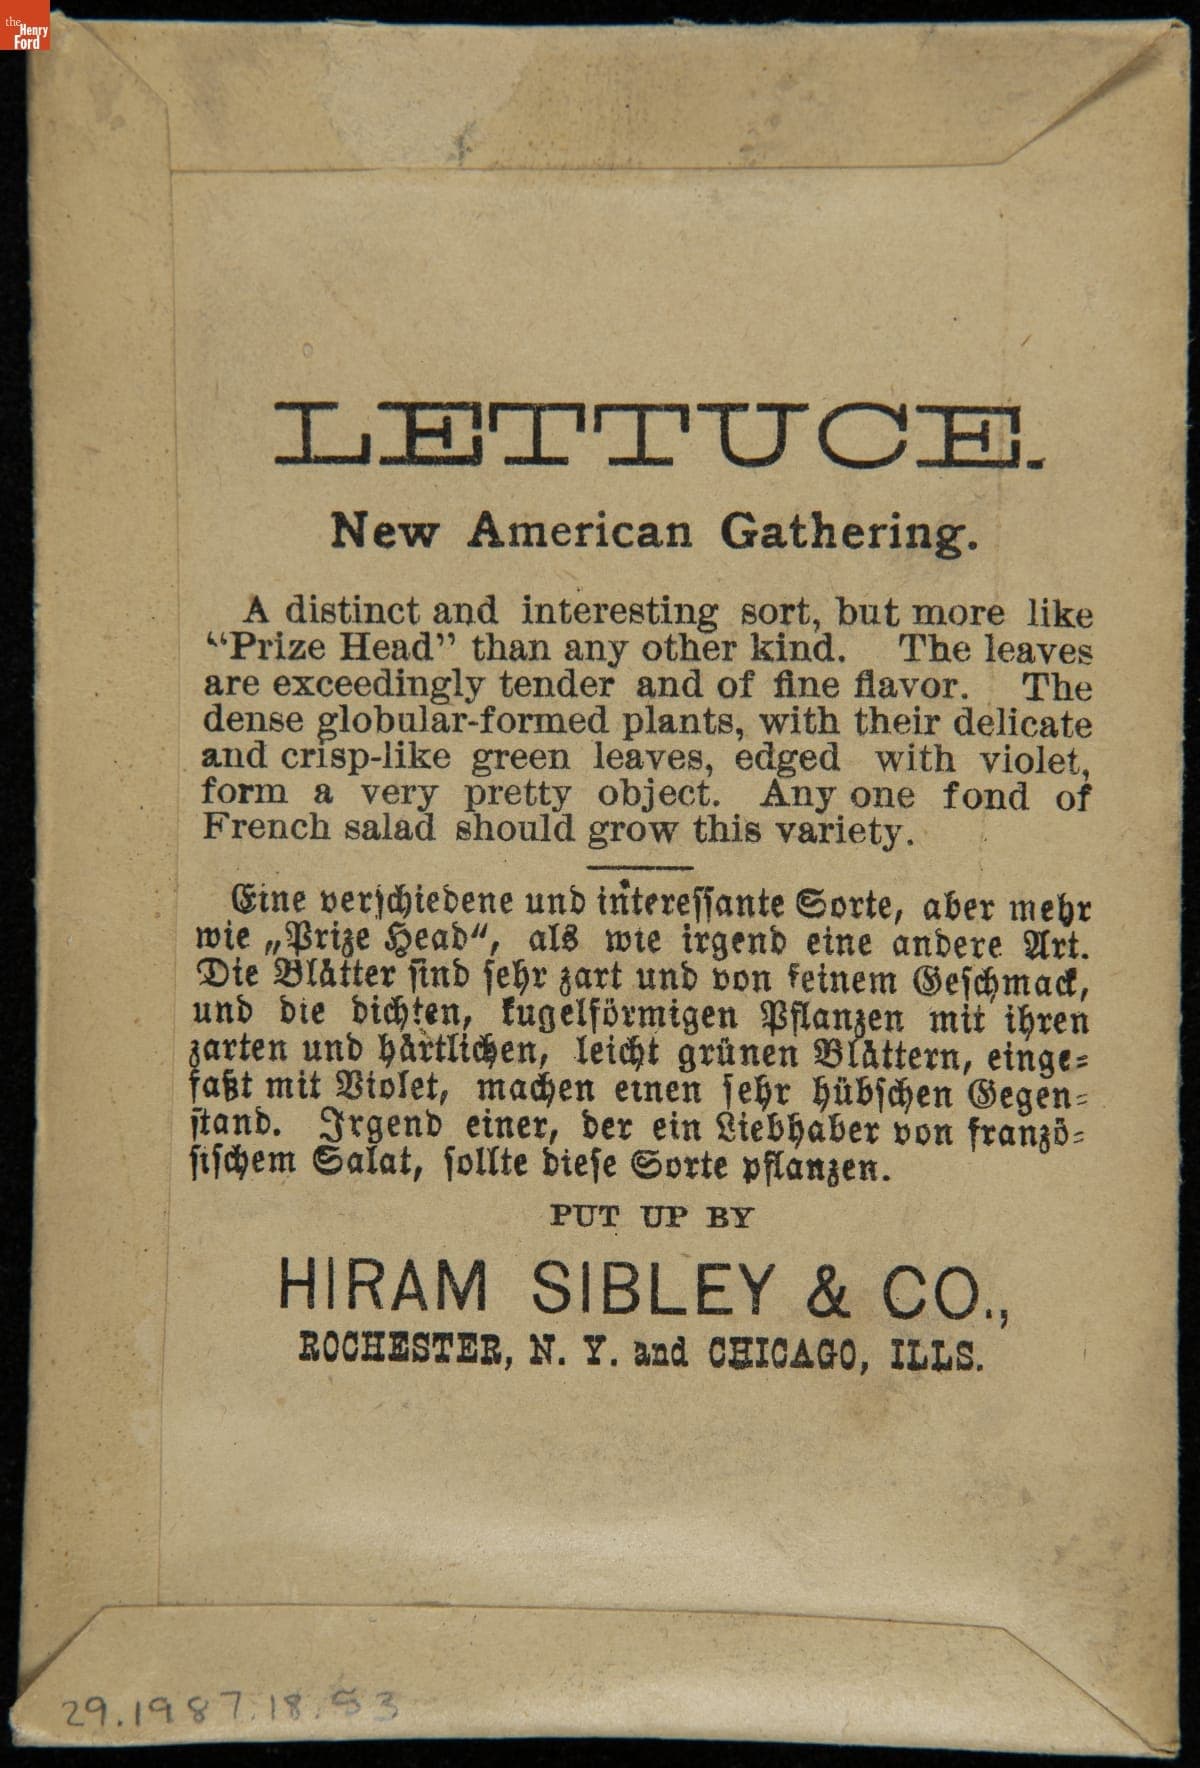 the
Henry
Ford
LETTUCE.
New American Gathering.
A distinct and interesting sort, but more like
“Prize Head” than any other kind. The leaves
are exceedingly tender and of fine flavor. The
dense globular-formed plants, with their delicate
and crisp-like green leaves, edged with violet,
form a very pretty object. Any one fond of
French salad should grow this variety.
Eine verschiedene und interessante Sorte, aber mehr
wie „Prize Head“, als wie irgend eine andere Art.
Die Blätter sind sehr zart und von feinem Geschmack,
und die dichten, kugelförmigen Pflanzen mit ihren
zarten und härtlichen, leicht grünen Blättern, einge-
faßt mit Violet, machen einen sehr hübschen Gegen-
stand. Irgend einer, der ein Liebhaber von franzö-
sischem Salat, sollte diese Sorte pflanzen.
PUT UP BY
HIRAM SIBLEY & CO.,
ROCHESTER, N. Y. and CHICAGO, ILLS.
29.1987.18.53